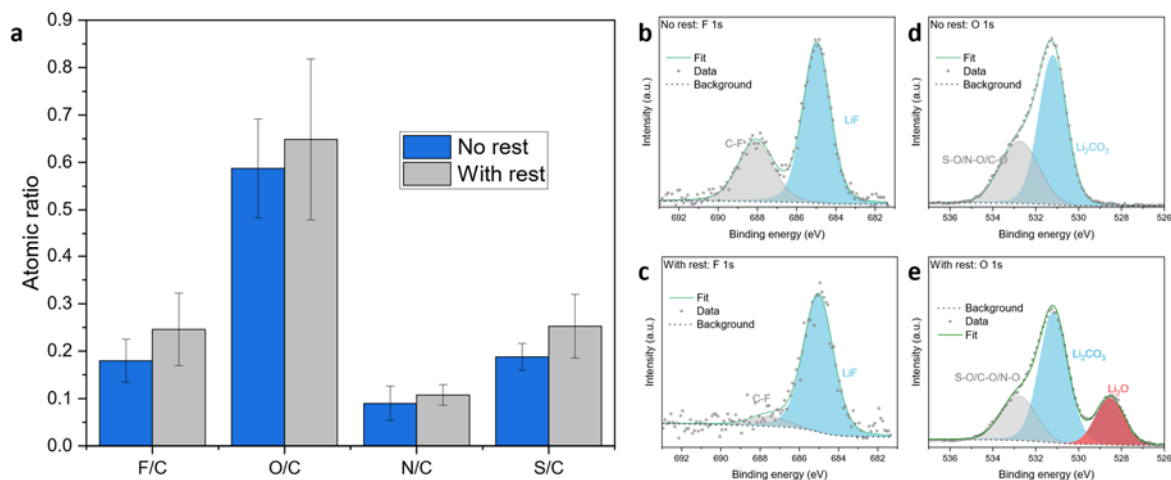 a
Atomic ratio
0.9
0.8
0.7
0.6
0.5
0.4
0.3
0.2
0.1
0.0
No rest
With rest
F/C
O/C
N/C
S/C
b
No rest: F 1s
Fit
Data
Background
C-F
LiF
Intensity (a.u.)
692 690 688 686 684 682
Binding energy (eV)
d
No rest: O 1s
Fit
Data
Background
S-O/N-O/C-O
Li₂CO₃
Intensity (a.u.)
536 534 532 530 528 526
Binding energy (eV)
c
With rest: F 1s
Fit
Data
Background
C-F
LiF
Intensity (a.u.)
692 690 688 686 684 682
Binding energy (eV)
e
With rest: O 1s
Background
Data
Fit
S-O/C-O/N-O
Li₂CO₃
Li₂O
Intensity (a.u.)
536 534 532 530 528 526
Binding energy (eV)